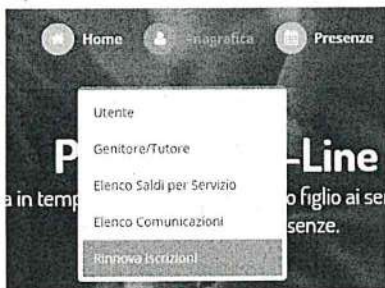 Home Anagrafica Presenze
Utente
Genitore/Tutore
P -Line
Elenco Saldi per Servizio
a in temp o figlio ai ser
Elenco Comunicazioni
senze.
Rinnova Iscrizioni